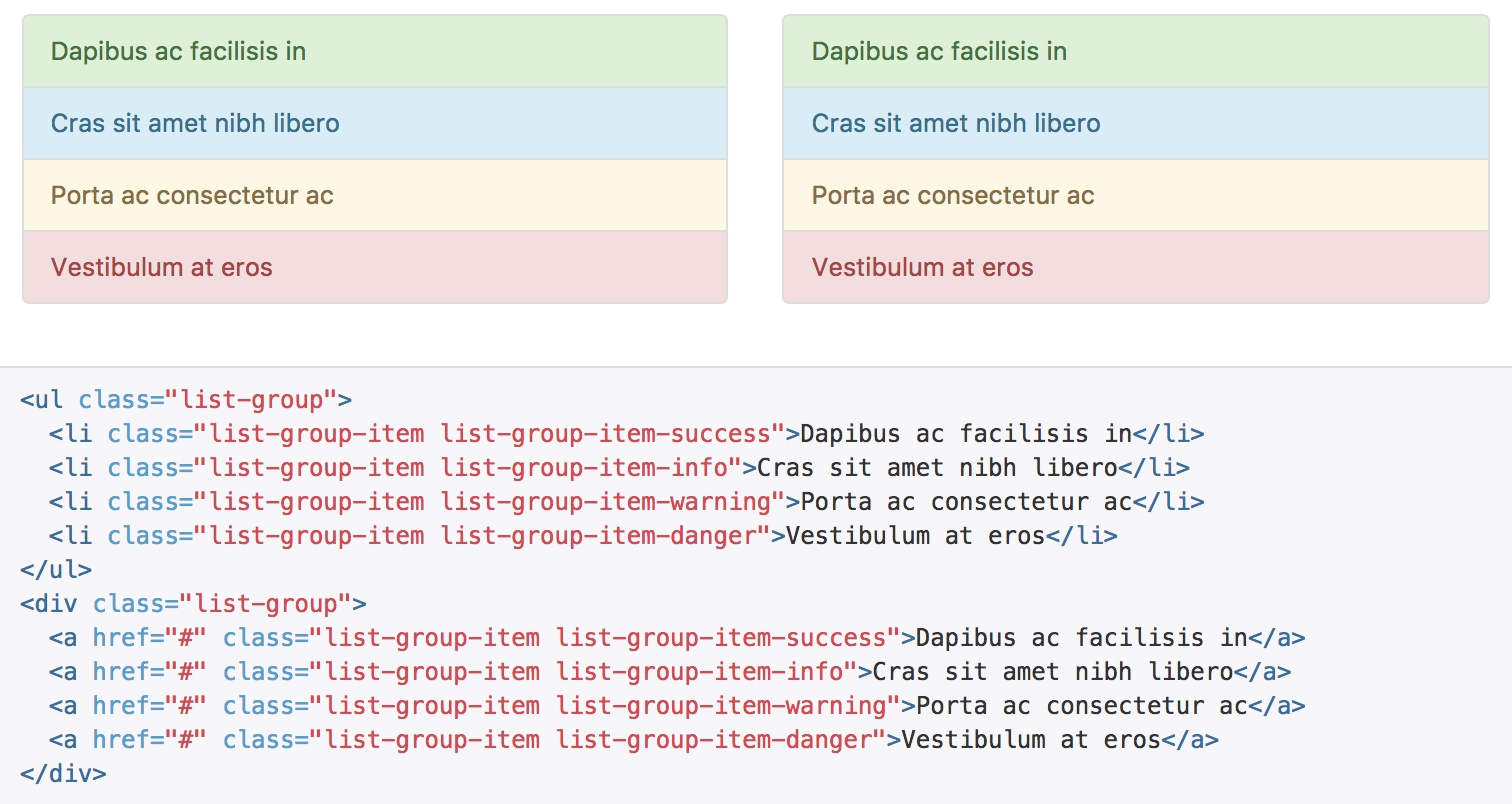 Dapibus ac facilisis in
Cras sit amet nibh libero
Porta ac consectetur ac
Vestibulum at eros
Dapibus ac facilisis in
Cras sit amet nibh libero
Porta ac consectetur ac
Vestibulum at eros
<ul class="list-group">
  <li class="list-group-item list-group-item-success">Dapibus ac facilisis in</li>
  <li class="list-group-item list-group-item-info">Cras sit amet nibh libero</li>
  <li class="list-group-item list-group-item-warning">Porta ac consectetur ac</li>
  <li class="list-group-item list-group-item-danger">Vestibulum at eros</li>
</ul>
<div class="list-group">
  <a href="#" class="list-group-item list-group-item-success">Dapibus ac facilisis in</a>
  <a href="#" class="list-group-item list-group-item-info">Cras sit amet nibh libero</a>
  <a href="#" class="list-group-item list-group-item-warning">Porta ac consectetur ac</a>
  <a href="#" class="list-group-item list-group-item-danger">Vestibulum at eros</a>
</div>